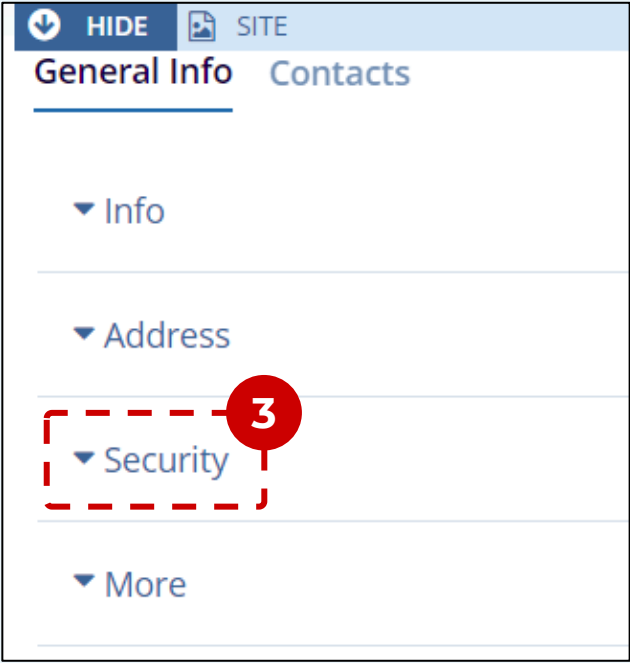 HIDE SITE
General Info Contacts
Info
Address
3
Security
More